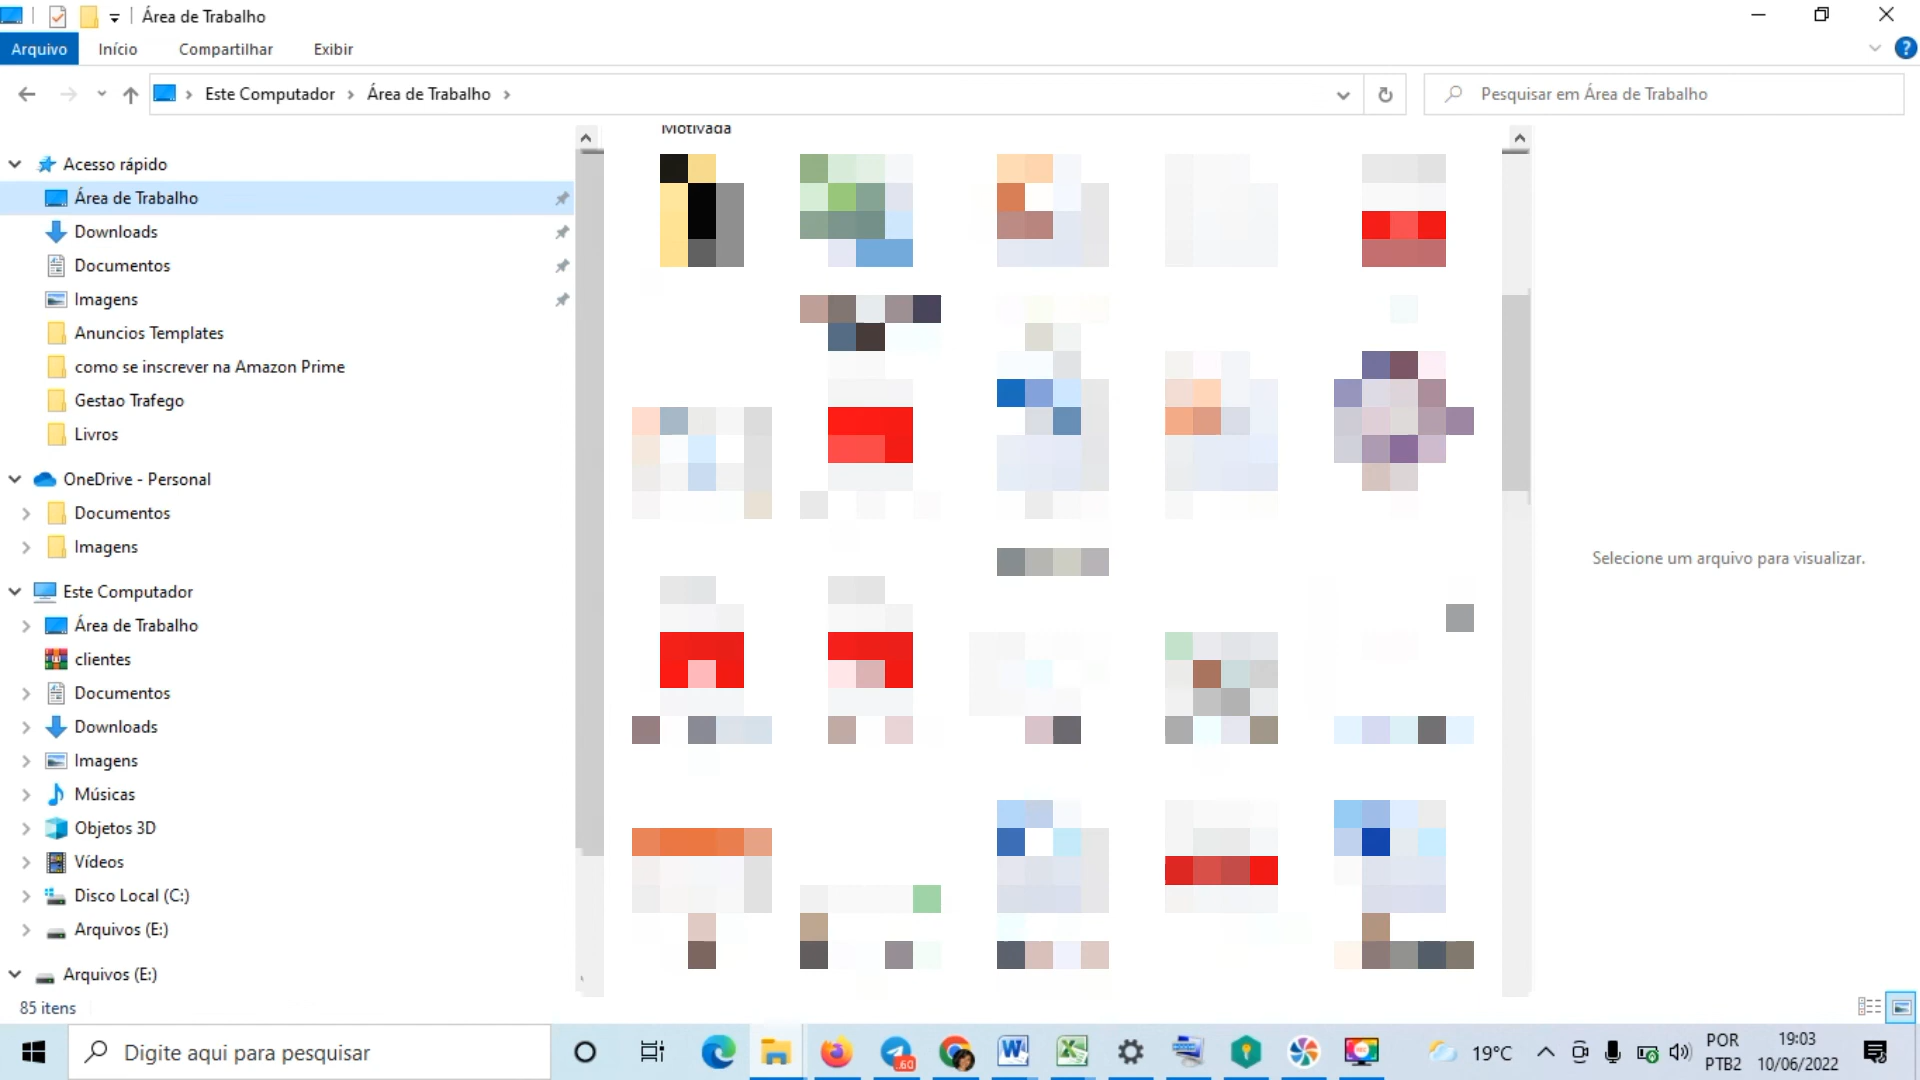 Área de Trabalho
Arquivo Início Compartilhar Exibir
Este Computador Área de Trabalho
Pesquisar em Área de Trabalho
Motivada
Acesso rápido
Área de Trabalho
Downloads
Documentos
Imagens
Anuncios Templates
como se inscrever na Amazon Prime
Gestao Trafego
Livros
OneDrive - Personal
Documentos
Imagens
Este Computador
Área de Trabalho
clientes
Documentos
Downloads
Imagens
Músicas
Objetos 3D
Vídeos
Disco Local (C:)
Arquivos (E:)
Arquivos (E:)
Selecione um arquivo para visualizar.
85 itens
Digite aqui para pesquisar
..60
19°C
POR
PTB2
19:03
10/06/2022